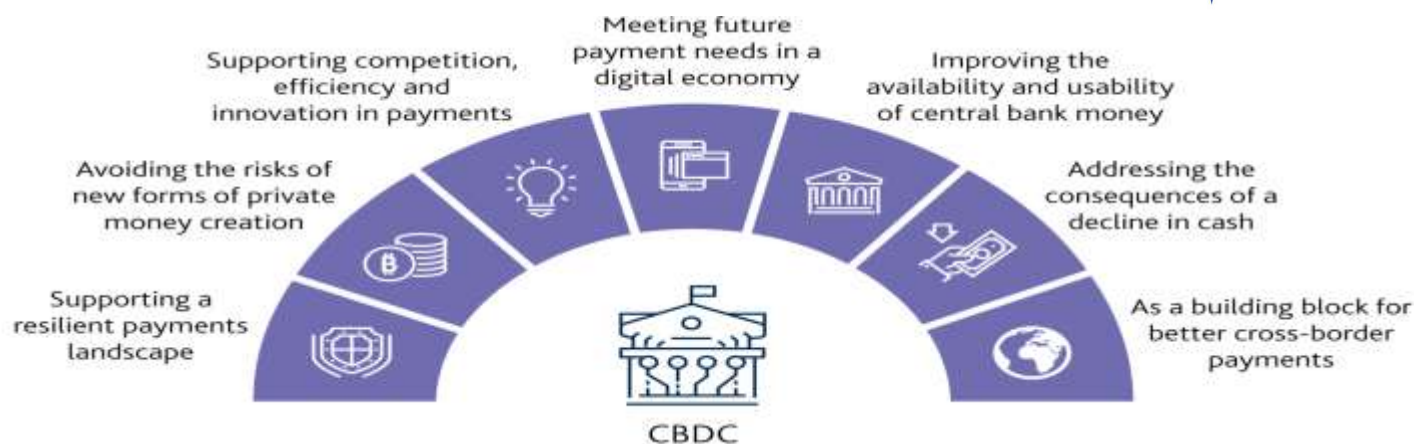 Supporting a
resilient payments
landscape
Avoiding the risks of
new forms of private
money creation
Supporting competition,
efficiency and
innovation in payments
Meeting future
payment needs in a
digital economy
Improving the
availability and usability
of central bank money
Addressing the
consequences of a
decline in cash
As a building block for
better cross-border
payments
CBDC